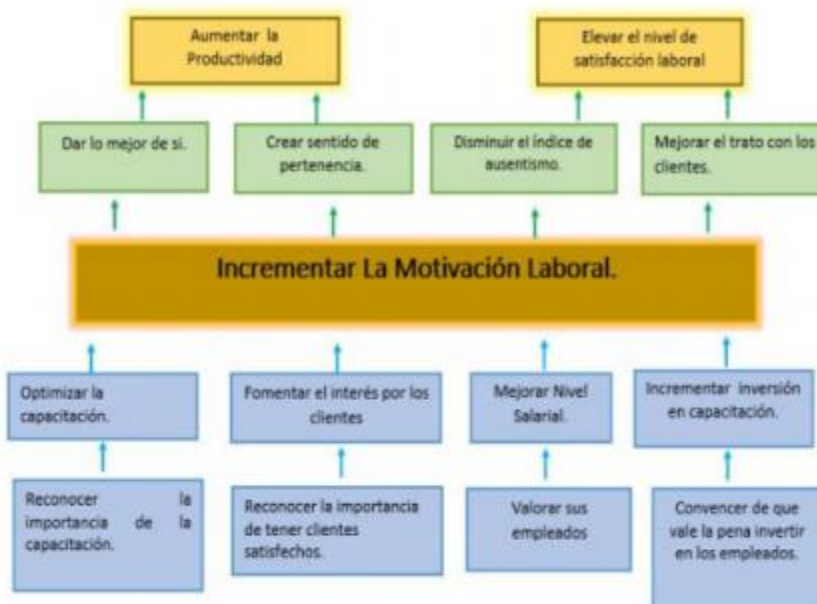 Aumentar la
Productividad
Elevar el nivel de
satisfacción laboral
Dar lo mejor de si.
Crear sentido de
pertenencia.
Disminuir el índice de
ausentismo.
Mejorar el trato con los
clientes.
Incrementar La Motivación Laboral.
Optimizar la
capacitación.
Fomentar el interés por los
clientes
Mejorar Nivel
Salarial.
Incrementar inversión
en capacitación.
Reconocer la
importancia de la
capacitación.
Reconocer la importancia
de tener clientes
satisfechos.
Valorar sus
empleados
Convencer de que
vale la pena invertir
en los empleados.